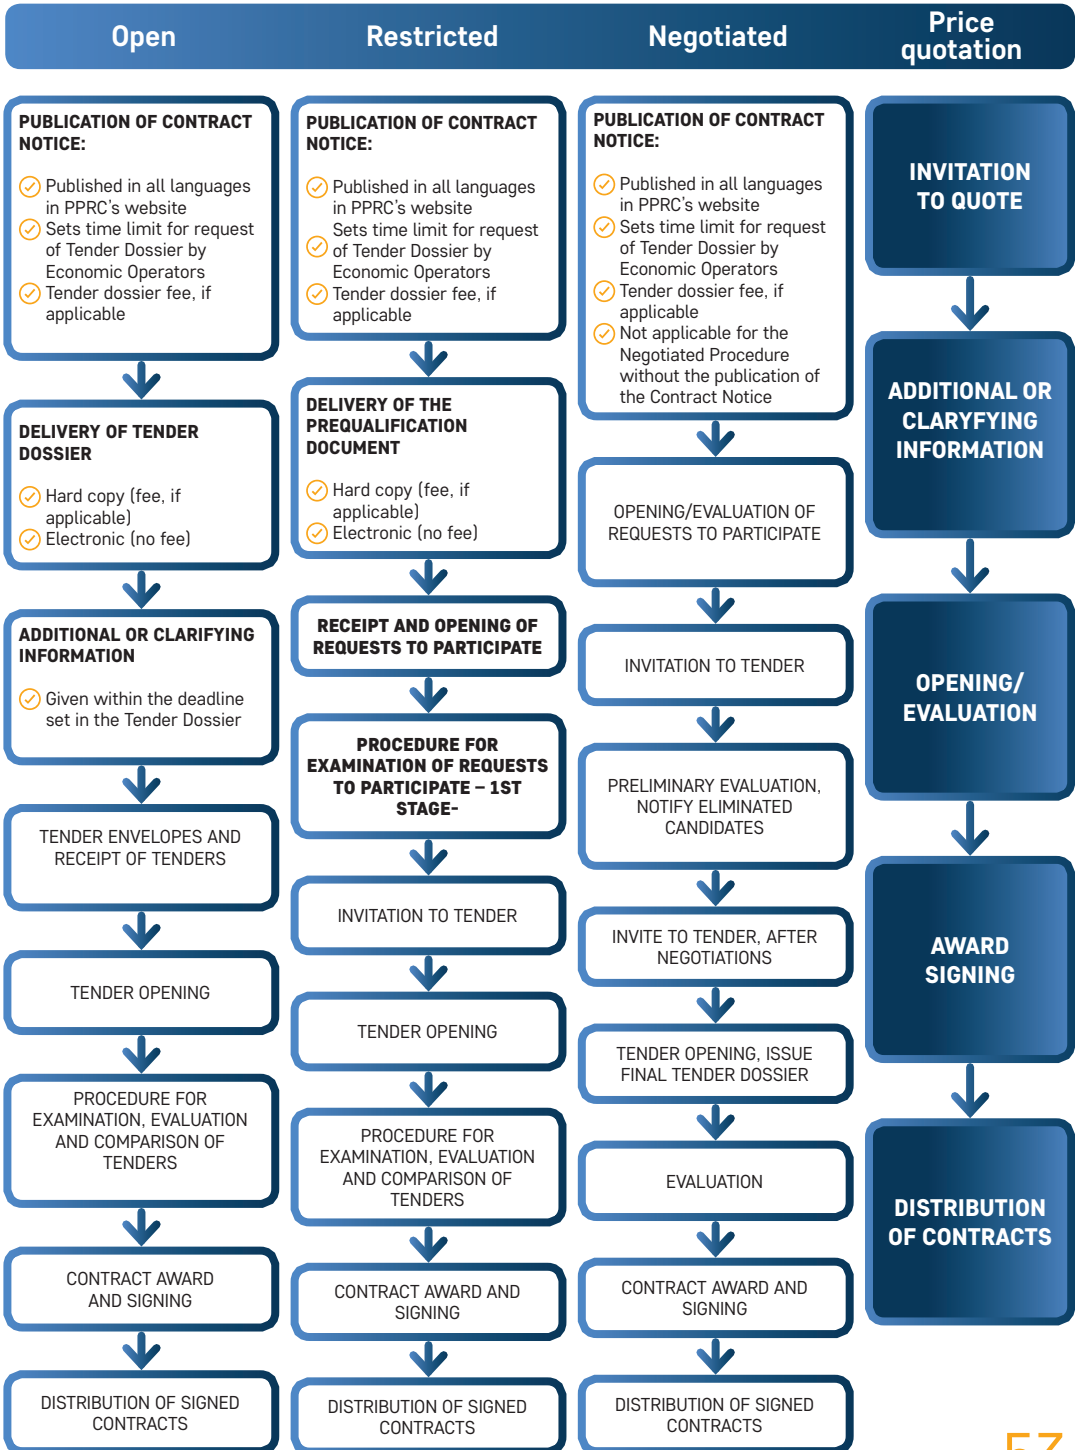 Open
Restricted
Negotiated
Price
quotation
PUBLICATION OF CONTRACT
NOTICE:
Published in all languages
in PPRC's website
Sets time limit for request
of Tender Dossier by
Economic Operators
Tender dossier fee, if
applicable
DELIVERY OF TENDER
DOSSIER
Hard copy (fee, if
applicable)
Electronic (no fee)
ADDITIONAL OR CLARIFYING
INFORMATION
Given within the deadline
set in the Tender Dossier
TENDER ENVELOPES AND
RECEIPT OF TENDERS
TENDER OPENING
PROCEDURE FOR
EXAMINATION, EVALUATION
AND COMPARISON OF
TENDERS
CONTRACT AWARD
AND SIGNING
DISTRIBUTION OF SIGNED
CONTRACTS
PUBLICATION OF CONTRACT
NOTICE:
Published in all languages
in PPRC's website
Sets time limit for request
of Tender Dossier by
Economic Operators
Tender dossier fee, if
applicable
DELIVERY OF THE
PREQUALIFICATION
DOCUMENT
Hard copy (fee, if
applicable)
Electronic (no fee)
RECEIPT AND OPENING OF
REQUESTS TO PARTICIPATE
PROCEDURE FOR
EXAMINATION OF REQUESTS
TO PARTICIPATE – 1ST
STAGE-
INVITATION TO TENDER
TENDER OPENING
PROCEDURE FOR
EXAMINATION, EVALUATION
AND COMPARISON OF
TENDERS
CONTRACT AWARD AND
SIGNING
DISTRIBUTION OF SIGNED
CONTRACTS
PUBLICATION OF CONTRACT
NOTICE:
Published in all languages
in PPRC's website
Sets time limit for request
of Tender Dossier by
Economic Operators
Tender dossier fee, if
applicable
Not applicable for the
Negotiated Procedure
without the publication of
the Contract Notice
OPENING/EVALUATION OF
REQUESTS TO PARTICIPATE
INVITATION TO TENDER
PRELIMINARY EVALUATION,
NOTIFY ELIMINATED
CANDIDATES
INVITE TO TENDER, AFTER
NEGOTIATIONS
TENDER OPENING, ISSUE
FINAL TENDER DOSSIER
EVALUATION
CONTRACT AWARD AND
SIGNING
DISTRIBUTION OF SIGNED
CONTRACTS
INVITATION
TO QUOTE
ADDITIONAL OR
CLARYFYING
INFORMATION
OPENING/
EVALUATION
AWARD
SIGNING
DISTRIBUTION
OF CONTRACTS